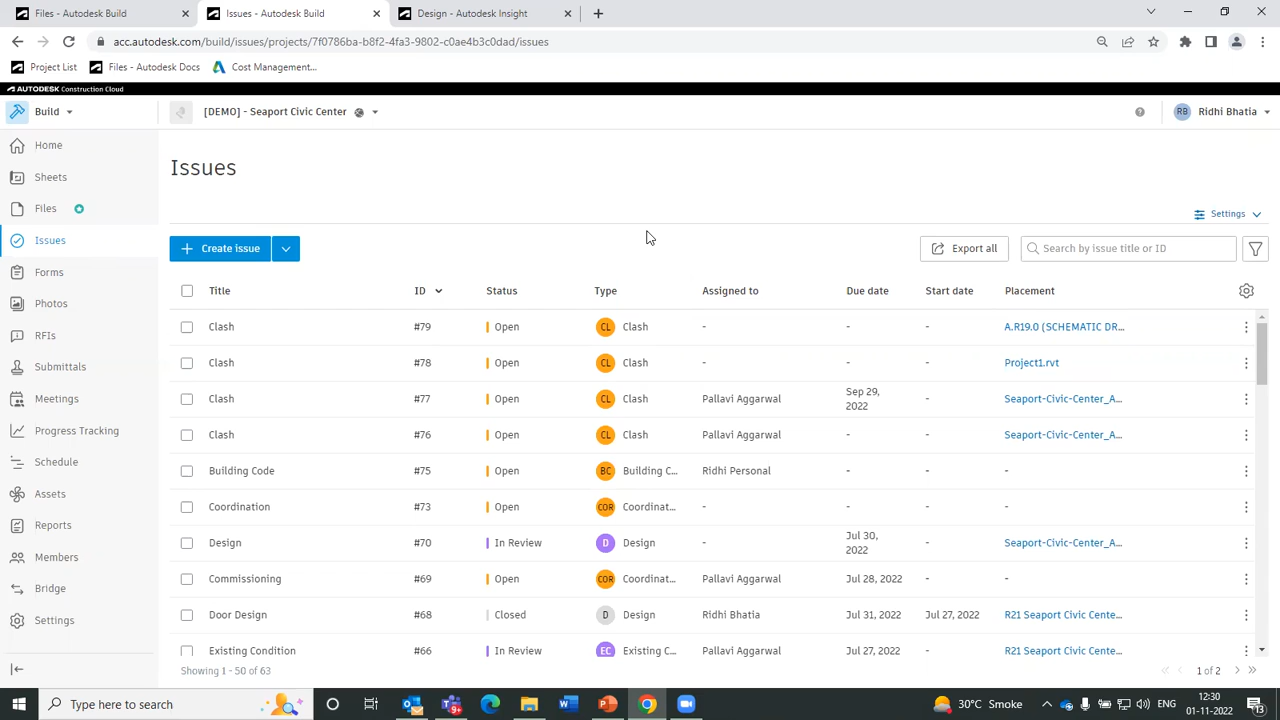 Files - Autodesk Build
Issues - Autodesk Build
Design - Autodesk Insight
acc.autodesk.com/build/issues/projects/7f0786ba-b8f2-4fa3-9802-c0ae4b3c0dad/issues
Project List
Files - Autodesk Docs
Cost Management...
AUTODESK Construction Cloud
Build
[DEMO] - Seaport Civic Center
RB
Ridhi Bhatia
Home
Sheets
Files
Issues
Forms
Photos
RFIs
Submittals
Meetings
Progress Tracking
Schedule
Assets
Reports
Members
Bridge
Settings
Issues
Settings
Create issue
Export all
Search by issue title or ID
Title ID Status Type Assigned to Due date Start date Placement
Clash #79 Open CL Clash - - - A.R19.0 (SCHEMATIC DR...
Clash #78 Open CL Clash - - - Project1.rvt
Clash #77 Open CL Clash Pallavi Aggarwal Sep 29, 2022 - Seaport-Civic-Center_A...
Clash #76 Open CL Clash Pallavi Aggarwal - - Seaport-Civic-Center_A...
Building Code #75 Open BC Building C... Ridhi Personal - - -
Coordination #73 Open COR Coordinat... - - - -
Design #70 In Review D Design - Jul 30, 2022 - Seaport-Civic-Center_A...
Commissioning #69 Open COR Coordinat... Pallavi Aggarwal Jul 28, 2022 - -
Door Design #68 Closed D Design Ridhi Bhatia Jul 31, 2022 Jul 27, 2022 R21 Seaport Civic Cente...
Existing Condition #66 In Review EC Existing C... Pallavi Aggarwal Jul 27, 2022 - R21 Seaport Civic Cente...
Showing 1 - 50 of 63
1 of 2
Type here to search
30°C Smoke
12:30
01-11-2022
13